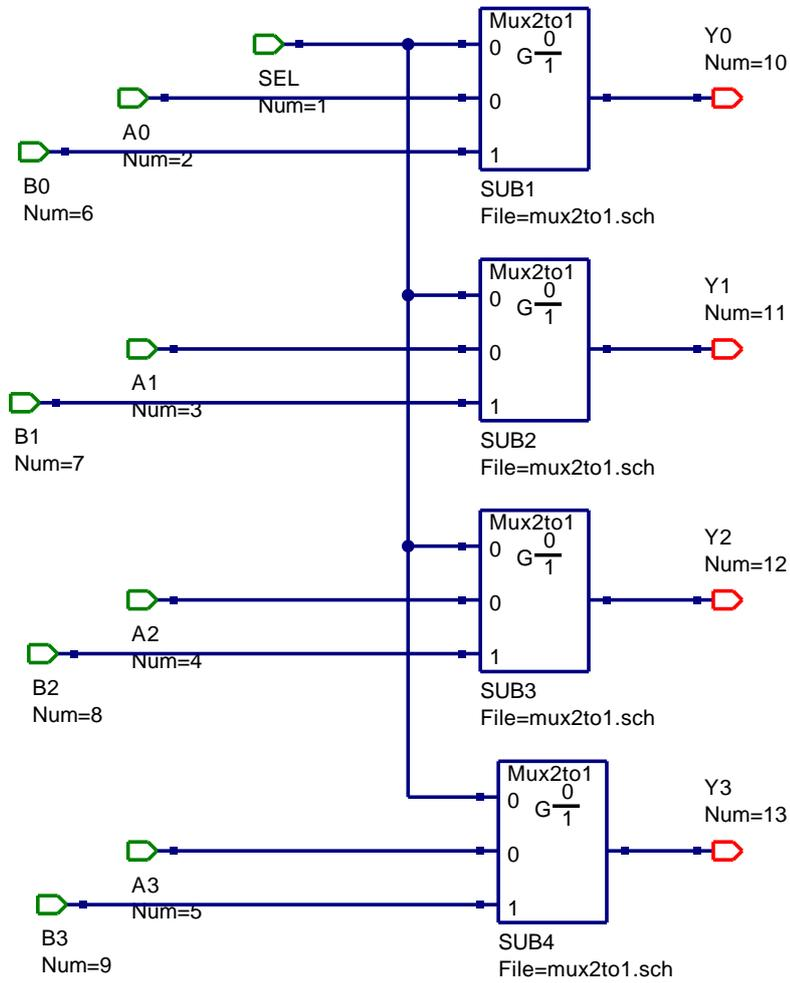 Mux2to1
0
G
0
1
0
1
SEL
Num=1
A0
Num=2
B0
Num=6
Y0
Num=10
SUB1
File=mux2to1.sch
Mux2to1
0
G
0
1
0
1
A1
Num=3
B1
Num=7
Y1
Num=11
SUB2
File=mux2to1.sch
Mux2to1
0
G
0
1
0
1
A2
Num=4
B2
Num=8
Y2
Num=12
SUB3
File=mux2to1.sch
Mux2to1
0
G
0
1
0
1
A3
Num=5
B3
Num=9
Y3
Num=13
SUB4
File=mux2to1.sch